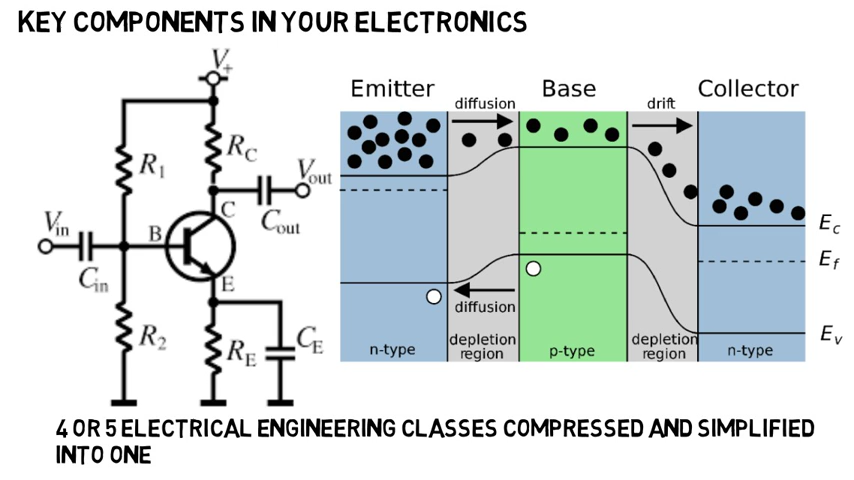 KEY COMPONENTS IN YOUR ELECTRONICS
V+
R1
RC
Vout
C
Cout
Vin
B
Cin
E
R2
RE
CE
Emitter
Base
Collector
diffusion
drift
Ec
Ef
diffusion
Ev
n-type
depletion
region
p-type
depletion
region
n-type
4 OR 5 ELECTRICAL ENGINEERING CLASSES COMPRESSED AND SIMPLIFIED
INTO ONE